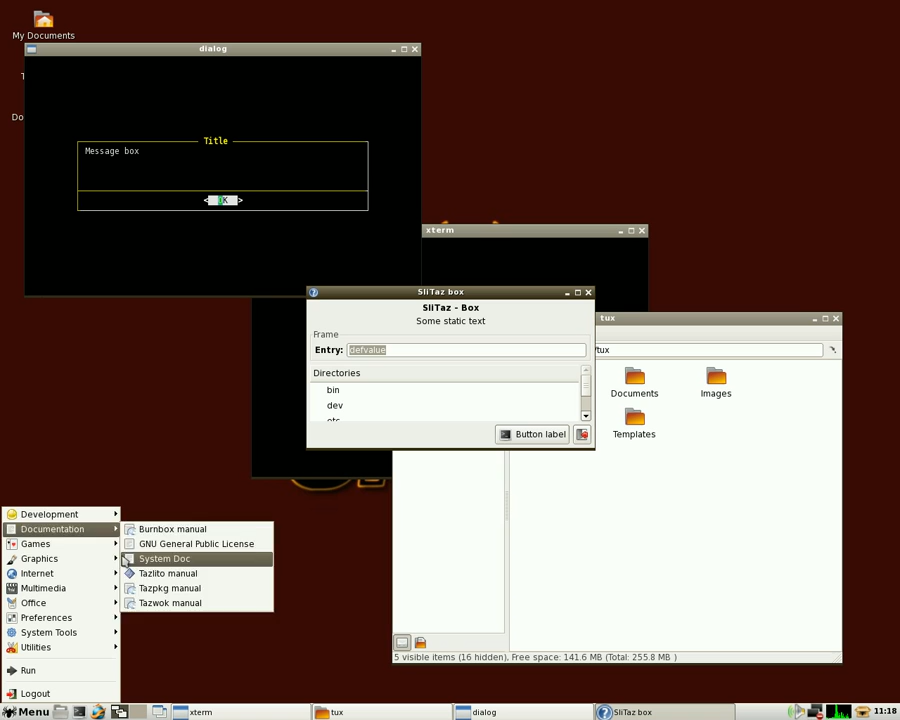 My Documents
dialog
Title
Message box
< OK >
xterm
SliTaz box
SliTaz - Box
Some static text
Frame
Entry: defvalue
Directories
bin
dev
etc
Button label
tux
/tux
Documents
Images
Templates
5 visible items (16 hidden), Free space: 141.6 MB (Total: 255.8 MB )
Development
Documentation
Games
Graphics
Internet
Multimedia
Office
Preferences
System Tools
Utilities
Run
Logout
Burnbox manual
GNU General Public License
System Doc
Tazlito manual
Tazpkg manual
Tazwok manual
Menu
xterm
tux
dialog
SliTaz box
11:18